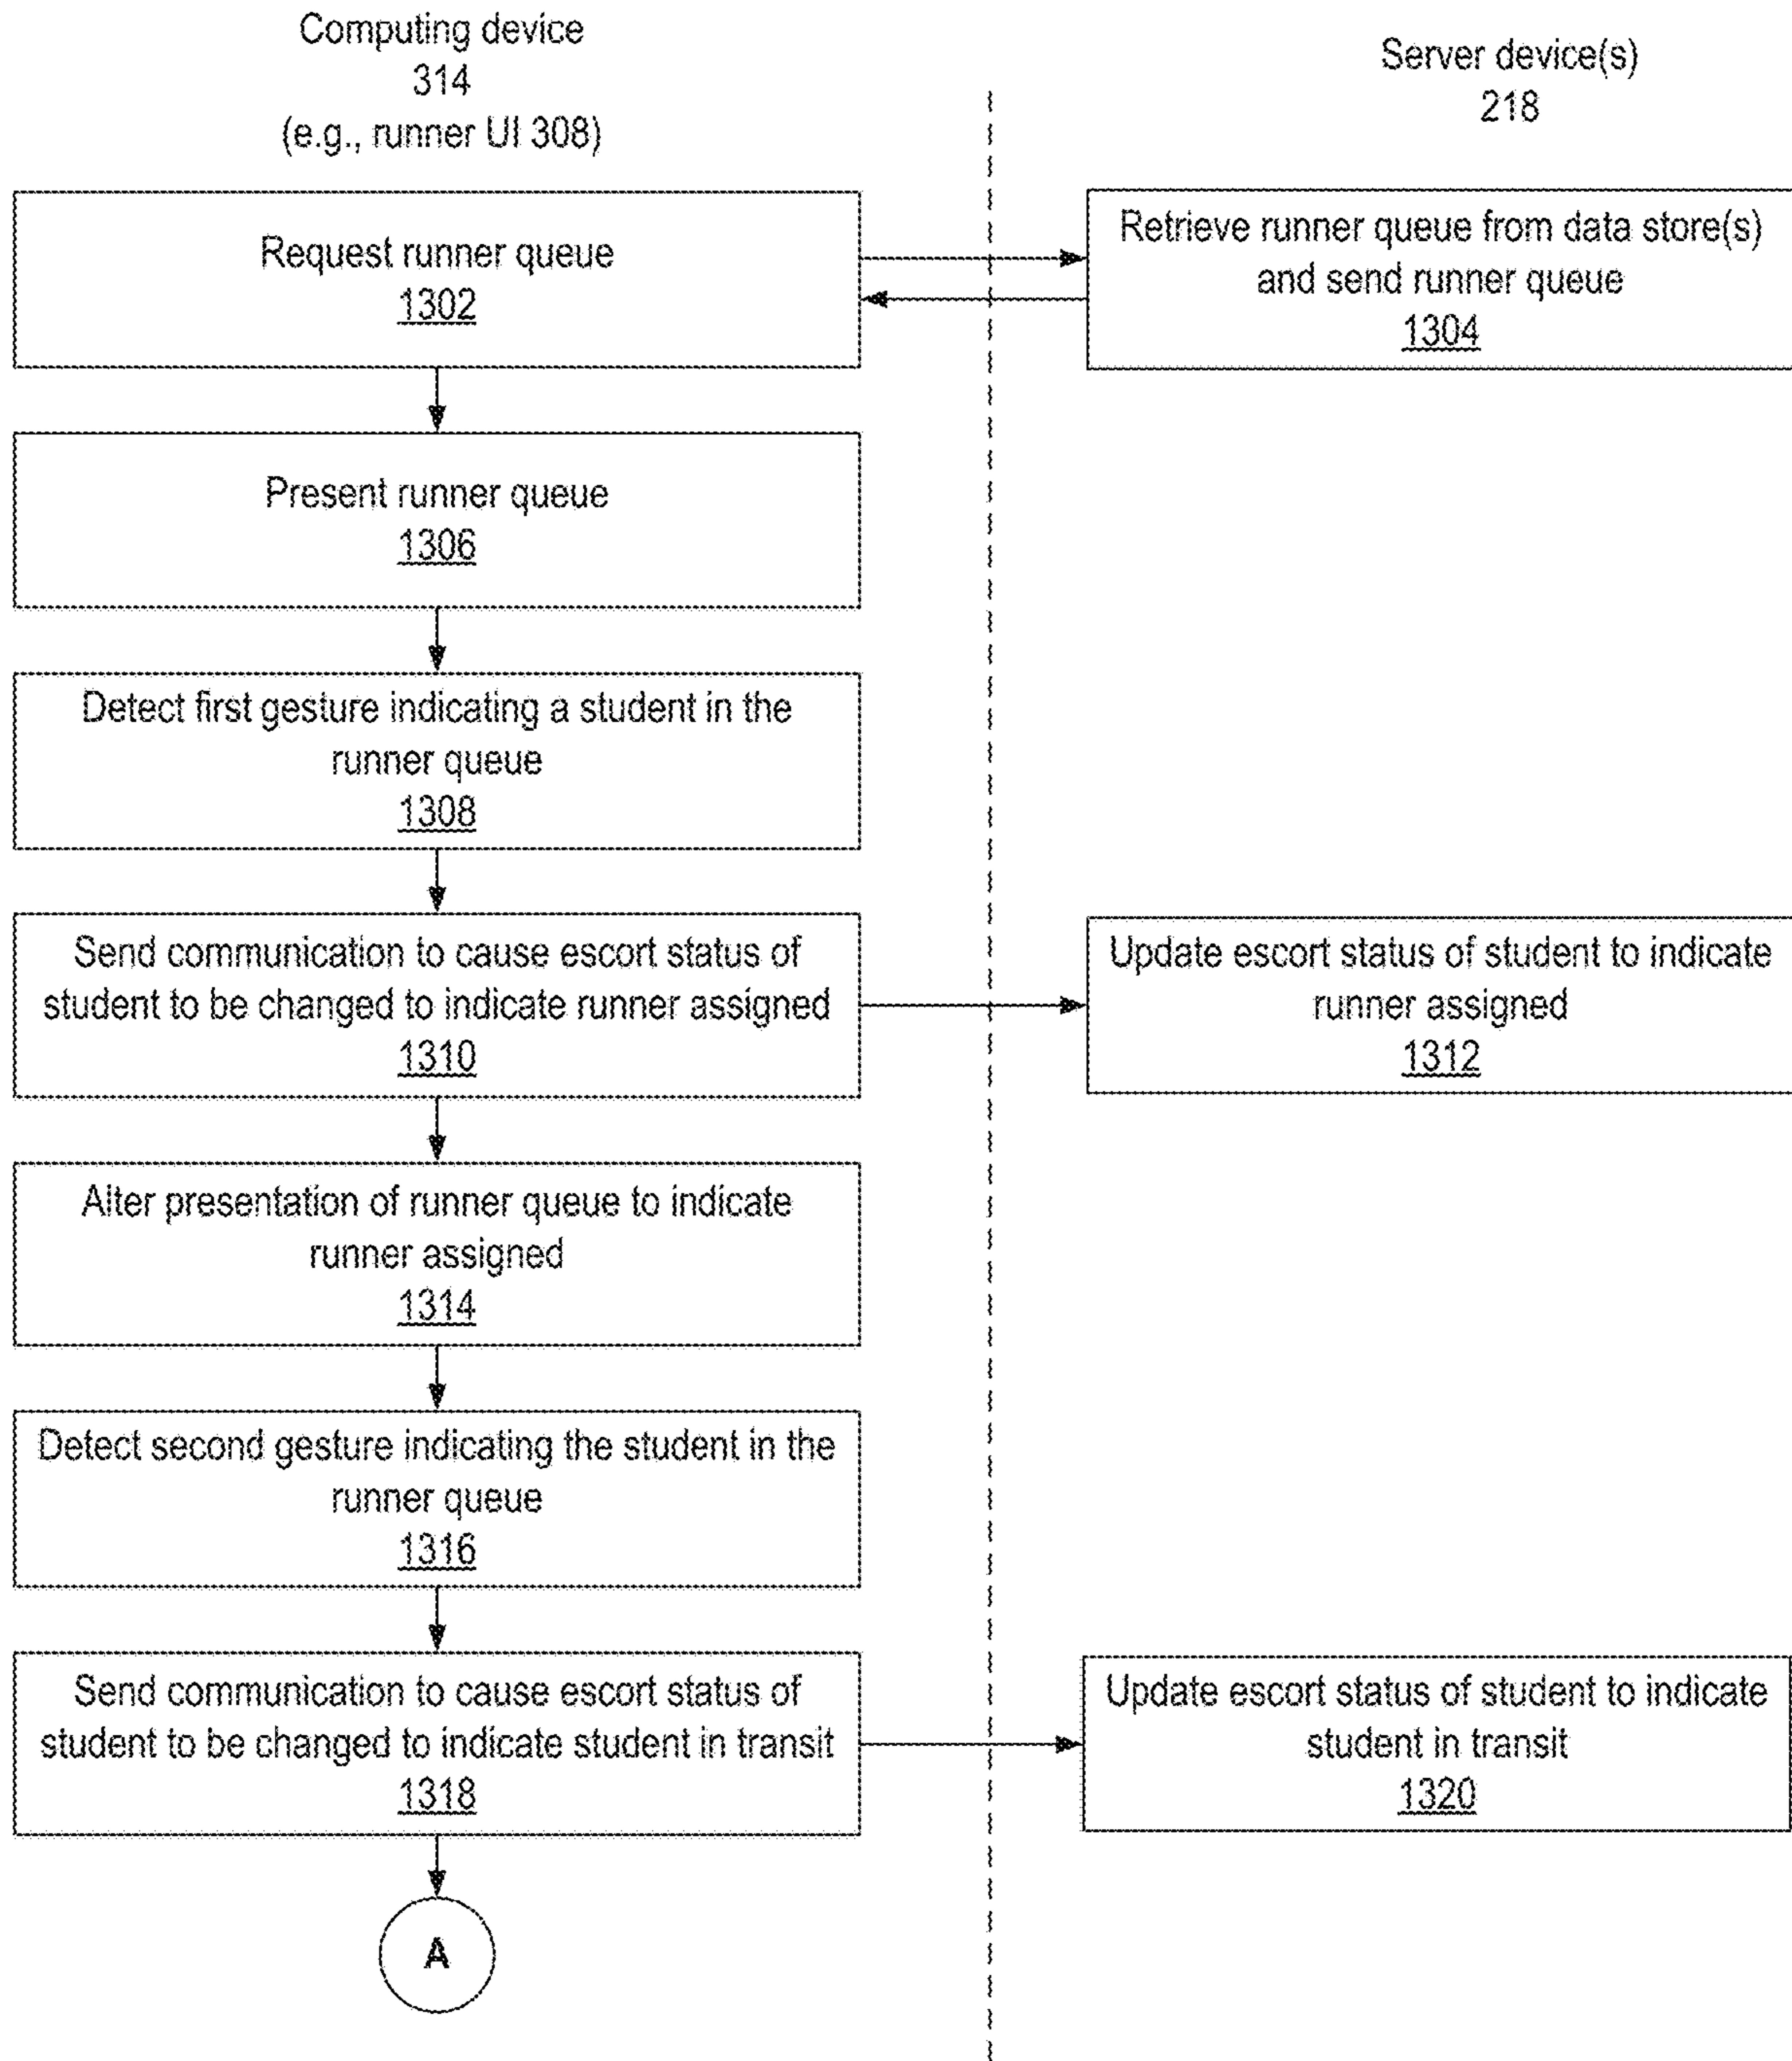 Computing device
314
(e.g., runner UI 308)
Server device(s)
218
Request runner queue
1302
Retrieve runner queue from data store(s)
and send runner queue
1304
Present runner queue
1306
Detect first gesture indicating a student in the
runner queue
1308
Send communication to cause escort status of
student to be changed to indicate runner assigned
1310
Update escort status of student to indicate
runner assigned
1312
Alter presentation of runner queue to indicate
runner assigned
1314
Detect second gesture indicating the student in the
runner queue
1316
Send communication to cause escort status of
student to be changed to indicate student in transit
1318
Update escort status of student to indicate
student in transit
1320
A